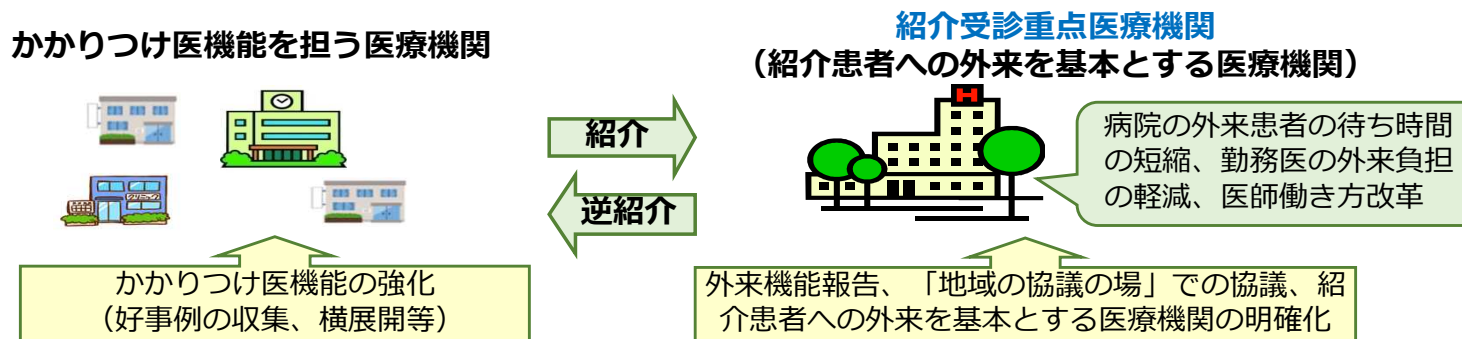 かかりつけ医機能を担う医療機関
紹介受診重点医療機関
（紹介患者への外来を基本とする医療機関）
紹介
逆紹介
H
病院の外来患者の待ち時間
の短縮、勤務医の外来負担
の軽減、医師働き方改革
かかりつけ医機能の強化
（好事例の収集、横展開等）
外来機能報告、「地域の協議の場」での協議、紹
介患者への外来を基本とする医療機関の明確化